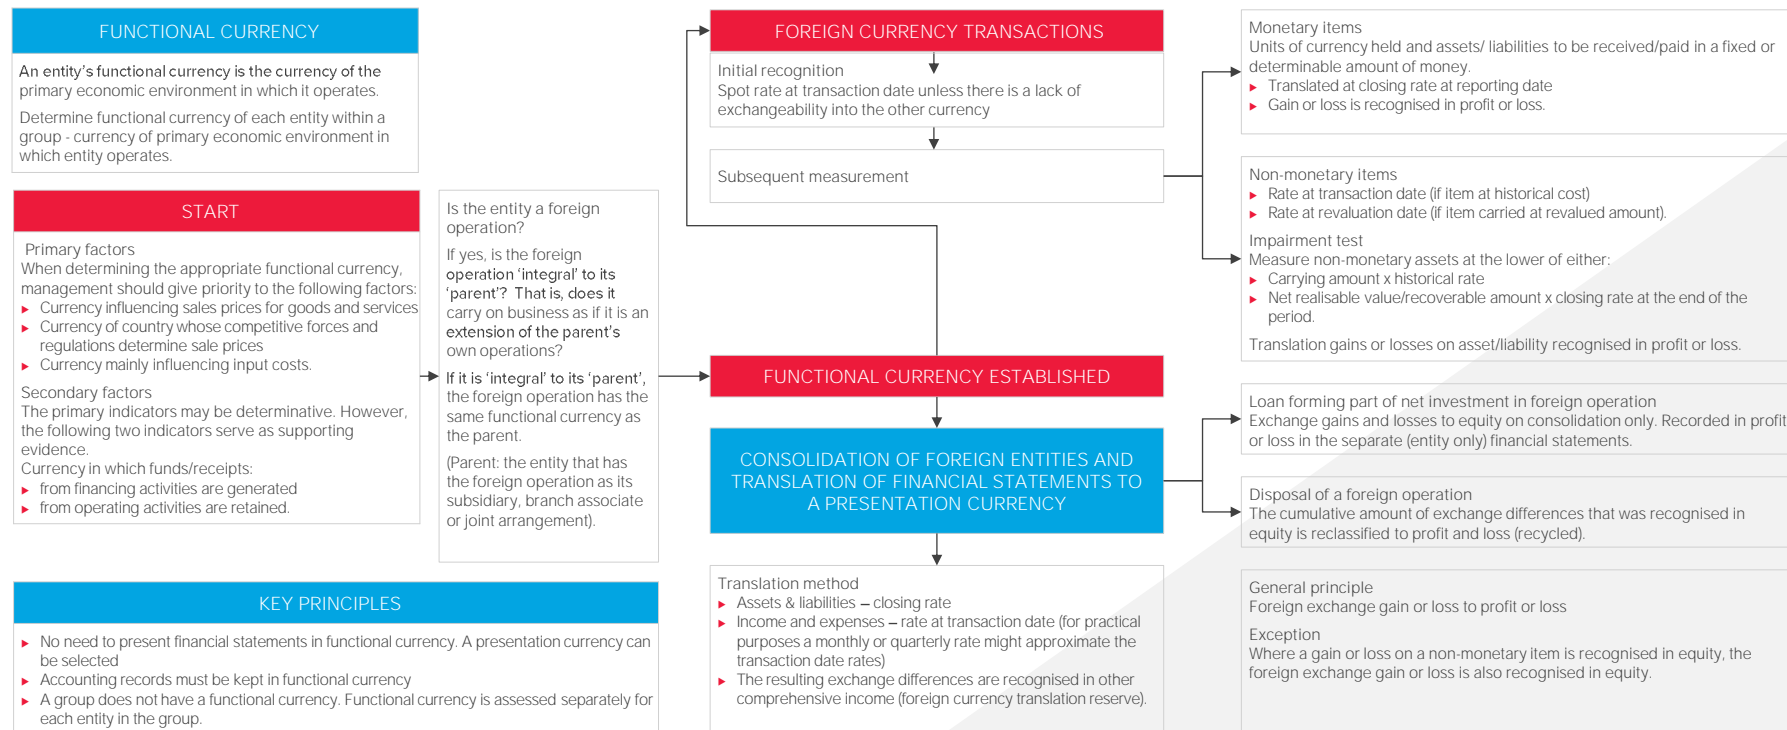 FUNCTIONAL CURRENCY
An entity's functional currency is the currency of the
primary economic environment in which it operates.
Determine functional currency of each entity within a
group - currency of primary economic environment in
which entity operates.
START
Primary factors
When determining the appropriate functional currency,
management should give priority to the following factors:
► Currency influencing sales prices for goods and services
► Currency of country whose competitive forces and
regulations determine sale prices
► Currency mainly influencing input costs.
Secondary factors
The primary indicators may be determinative. However,
the following two indicators serve as supporting
evidence.
Currency in which funds/receipts:
► from financing activities are generated
► from operating activities are retained.
Is the entity a foreign
operation?
If yes, is the foreign
operation 'integral' to its
'parent'? That is, does it
carry on business as if it is an
extension of the parent's
own operations?
If it is 'integral' to its 'parent',
the foreign operation has the
same functional currency as
the parent.
(Parent: the entity that has
the foreign operation as its
subsidiary, branch associate
or joint arrangement).
KEY PRINCIPLES
► No need to present financial statements in functional currency. A presentation currency can
be selected
► Accounting records must be kept in functional currency
► A group does not have a functional currency. Functional currency is assessed separately for
each entity in the group.
FOREIGN CURRENCY TRANSACTIONS
Initial recognition
Spot rate at transaction date unless there is a lack of
exchangeability into the other currency
Subsequent measurement
FUNCTIONAL CURRENCY ESTABLISHED
CONSOLIDATION OF FOREIGN ENTITIES AND
TRANSLATION OF FINANCIAL STATEMENTS TO
A PRESENTATION CURRENCY
Translation method
► Assets & liabilities – closing rate
► Income and expenses – rate at transaction date (for practical
purposes a monthly or quarterly rate might approximate the
transaction date rates)
► The resulting exchange differences are recognised in other
comprehensive income (foreign currency translation reserve).
Monetary items
Units of currency held and assets/ liabilities to be received/paid in a fixed or
determinable amount of money.
► Translated at closing rate at reporting date
► Gain or loss is recognised in profit or loss.
Non-monetary items
► Rate at transaction date (if item at historical cost)
► Rate at revaluation date (if item carried at revalued amount).
Impairment test
Measure non-monetary assets at the lower of either:
► Carrying amount x historical rate
► Net realisable value/recoverable amount x closing rate at the end of the
period.
Translation gains or losses on asset/liability recognised in profit or loss.
Loan forming part of net investment in foreign operation
Exchange gains and losses to equity on consolidation only. Recorded in profit
or loss in the separate (entity only) financial statements.
Disposal of a foreign operation
The cumulative amount of exchange differences that was recognised in
equity is reclassified to profit and loss (recycled).
General principle
Foreign exchange gain or loss to profit or loss
Exception
Where a gain or loss on a non-monetary item is recognised in equity, the
foreign exchange gain or loss is also recognised in equity.